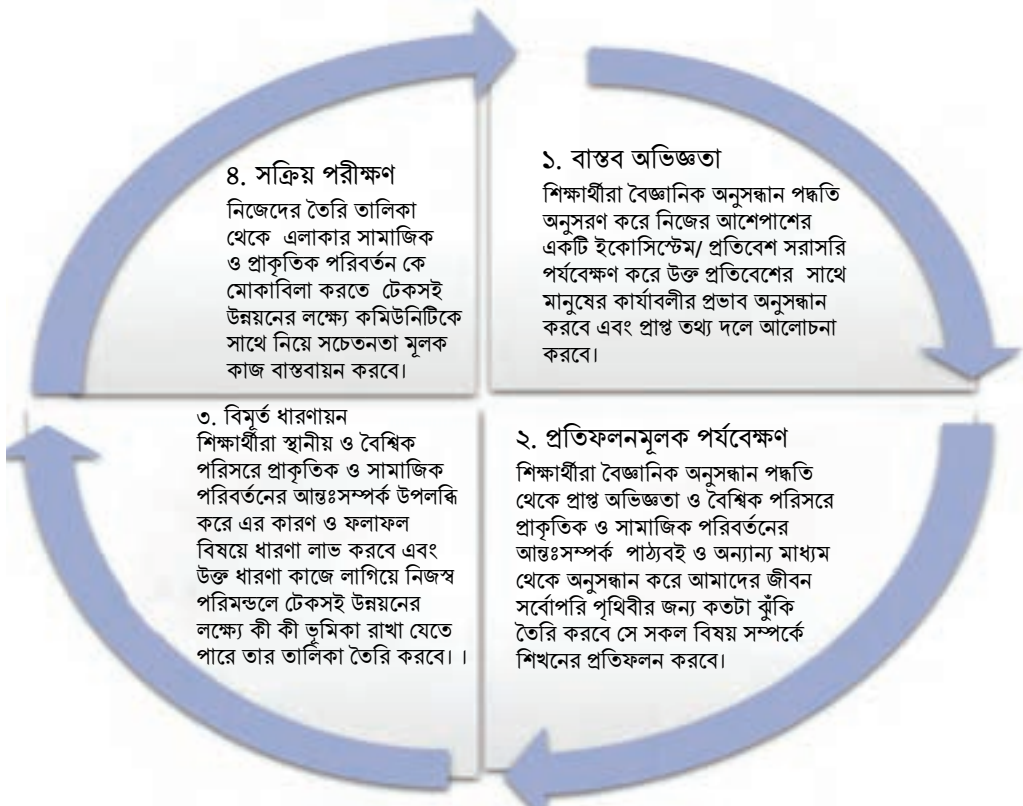 ১. বাস্তব অভিজ্ঞতা
শিক্ষার্থীরা বৈজ্ঞানিক অনুসন্ধান পদ্ধতি
অনুসরণ করে নিজের আশেপাশের
একটি ইকোসিস্টেম/ প্রতিবেশ সরাসরি
পর্যবেক্ষণ করে উক্ত প্রতিবেশের সাথে
মানুষের কার্যাবলীর প্রভাব অনুসন্ধান
করবে এবং প্রাপ্ত তথ্য দলে আলোচনা
করবে।
২. প্রতিফলনমূলক পর্যবেক্ষণ
শিক্ষার্থীরা বৈজ্ঞানিক অনুসন্ধান পদ্ধতি
থেকে প্রাপ্ত অভিজ্ঞতা ও বৈশ্বিক পরিসরে
প্রাকৃতিক ও সামাজিক পরিবর্তনের
আন্তঃসম্পর্ক পাঠ্যবই ও অন্যান্য মাধ্যম
থেকে অনুসন্ধান করে আমাদের জীবন
সর্বোপরি পৃথিবীর জন্য কতটা ঝুঁকি
তৈরি করবে সে সকল বিষয় সম্পর্কে
শিখনের প্রতিফলন করবে।
৩. বিমূর্ত ধারণায়ন
শিক্ষার্থীরা স্থানীয় ও বৈশ্বিক
পরিসরে প্রাকৃতিক ও সামাজিক
পরিবর্তনের আন্তঃসম্পর্ক উপলব্ধি
করে এর কারণ ও ফলাফল
বিষয়ে ধারণা লাভ করবে এবং
উক্ত ধারণা কাজে লাগিয়ে নিজস্ব
পরিমন্ডলে টেকসই উন্নয়নের
লক্ষ্যে কী কী ভূমিকা রাখা যেতে
পারে তার তালিকা তৈরি করবে। ।
৪. সক্রিয় পরীক্ষণ
নিজেদের তৈরি তালিকা
থেকে এলাকার সামাজিক
ও প্রাকৃতিক পরিবর্তন কে
মোকাবিলা করতে টেকসই
উন্নয়নের লক্ষ্যে কমিউনিটিকে
সাথে নিয়ে সচেতনতা মূলক
কাজ বাস্তবায়ন করবে।